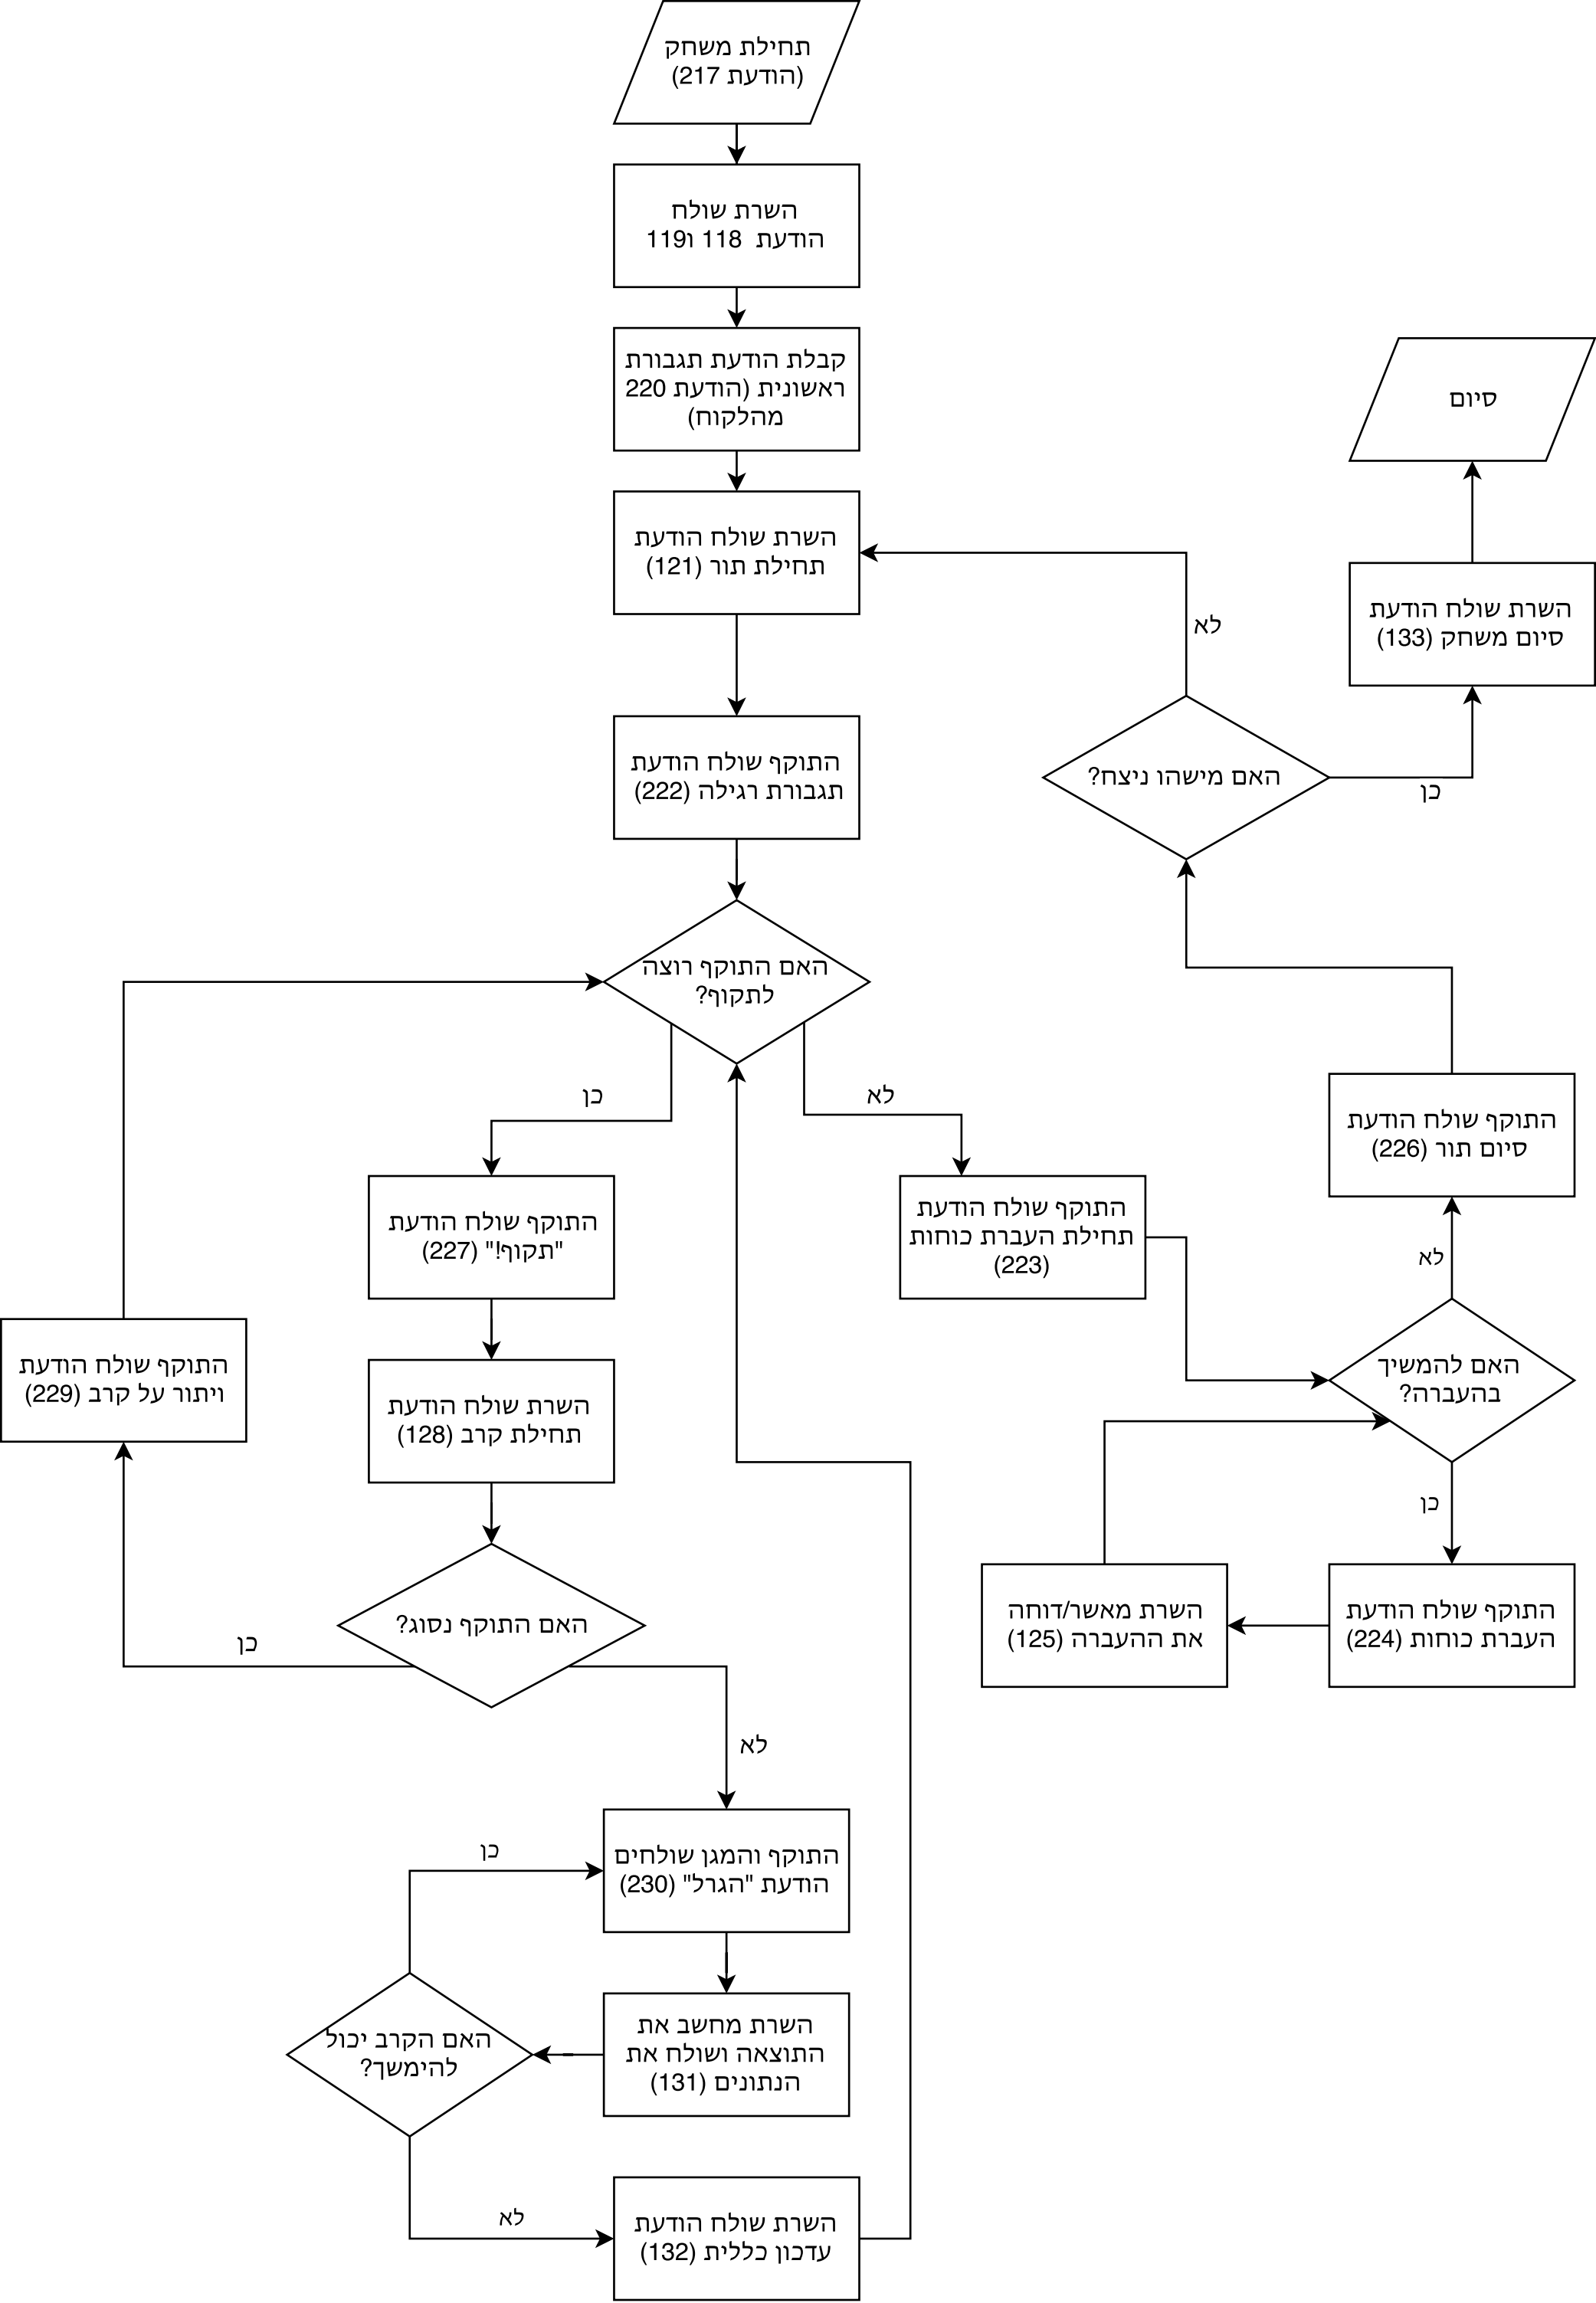 תחילת משחק
(הודעת 217)
השרת שולח
הודעת 118 ו119
קבלת הודעת תגבורת
ראשונית (הודעת 220
מהלקוח)
השרת שולח הודעת
תחילת תור (121)
התוקף שולח הודעת
תגבורת רגילה (222)
האם התוקף רוצה
לתקוף?
כן
לא
התוקף שולח הודעת
"תקוף!" (227)
השרת שולח הודעת
תחילת קרב (128)
האם התוקף נסוג?
כן
התוקף שולח הודעת
ויתור על קרב (229)
לא
התוקף והמגן שולחים
הודעת "הגרל" (230)
השרת מחשב את
התוצאה ושולח את
הנתונים (131)
האם הקרב יכול
להימשך?
כן
לא
השרת שולח הודעת
עדכון כללית (132)
התוקף שולח הודעת
תחילת העברת כוחות
(223)
האם להמשיך
בהעברה?
כן
התוקף שולח הודעת
העברת כוחות (224)
השרת מאשר/דוחה
את ההעברה (125)
לא
התוקף שולח הודעת
סיום תור (226)
האם מישהו ניצח?
לא
כן
השרת שולח הודעת
סיום משחק (133)
סיום